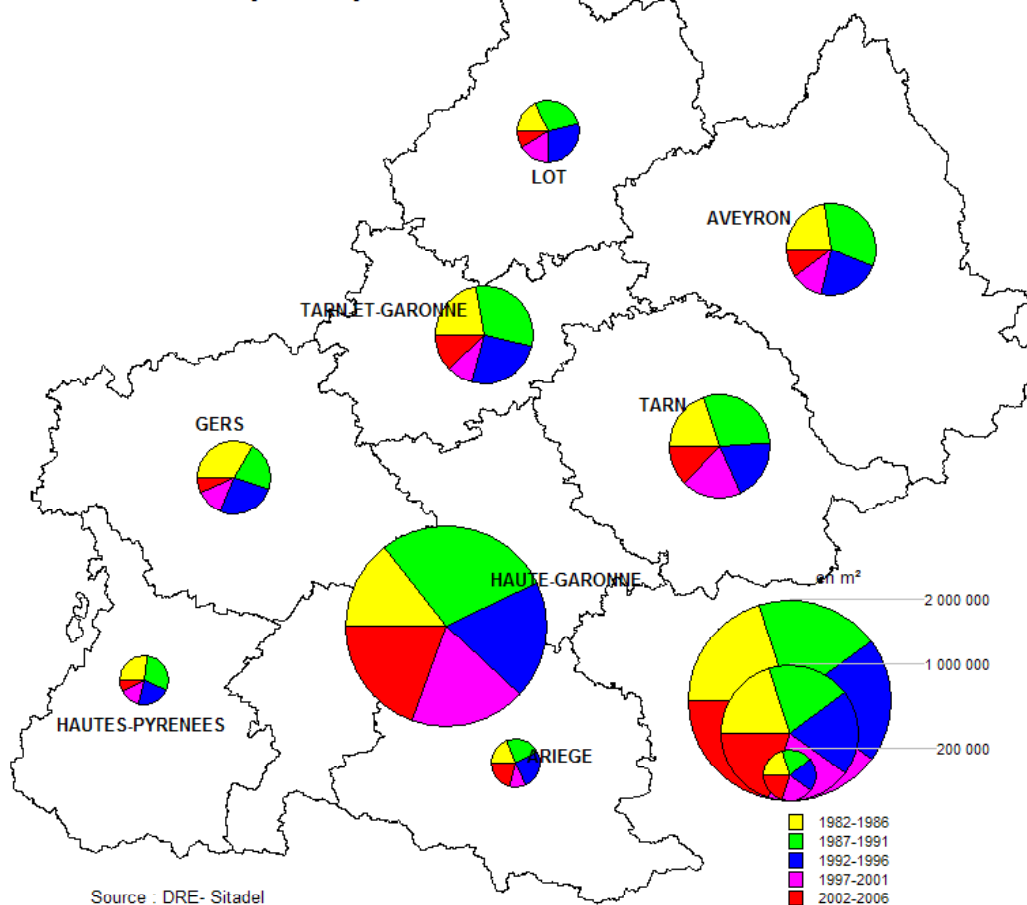 LOT
AVEYRON
TARN ET-GARONNE
TARN
GERS
HAUTE-GARONNE
en m²
2 000 000
1 000 000
HAUTES-PYRENEES
200 000
ARIEGE
1982-1986
1987-1991
1992-1996
1997-2001
2002-2006
Source : DRE- Sitadel